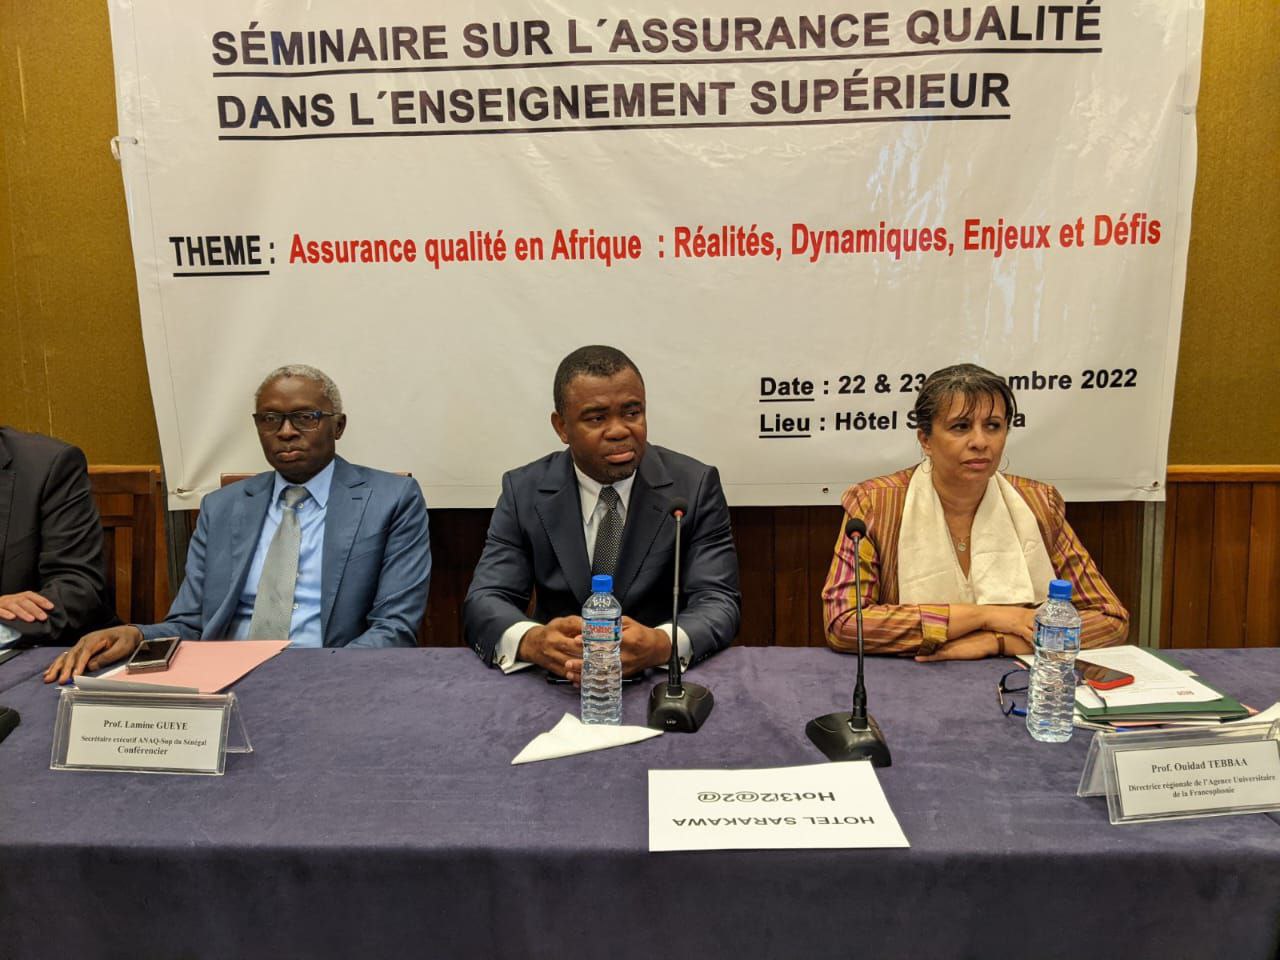 SÉMINAIRE SUR L´ASSURANCE QUALITÉ
DANS L´ENSEIGNEMENT SUPÉRIEUR
THEME : Assurance qualité en Afrique : Réalités, Dynamiques, Enjeux et Défis
Date : 22 & 23 mbre 2022
Lieu : Hôtel S a
Prof. Lamine GUEYE
Secrétaire exécutif ANAQ-Sup du Sénégal
Conférencier
HOTEL SARAKAWA
Prof. Ouidad TEBBAA
Directrice régionale de l'Agence Universitaire
de la Francophonie